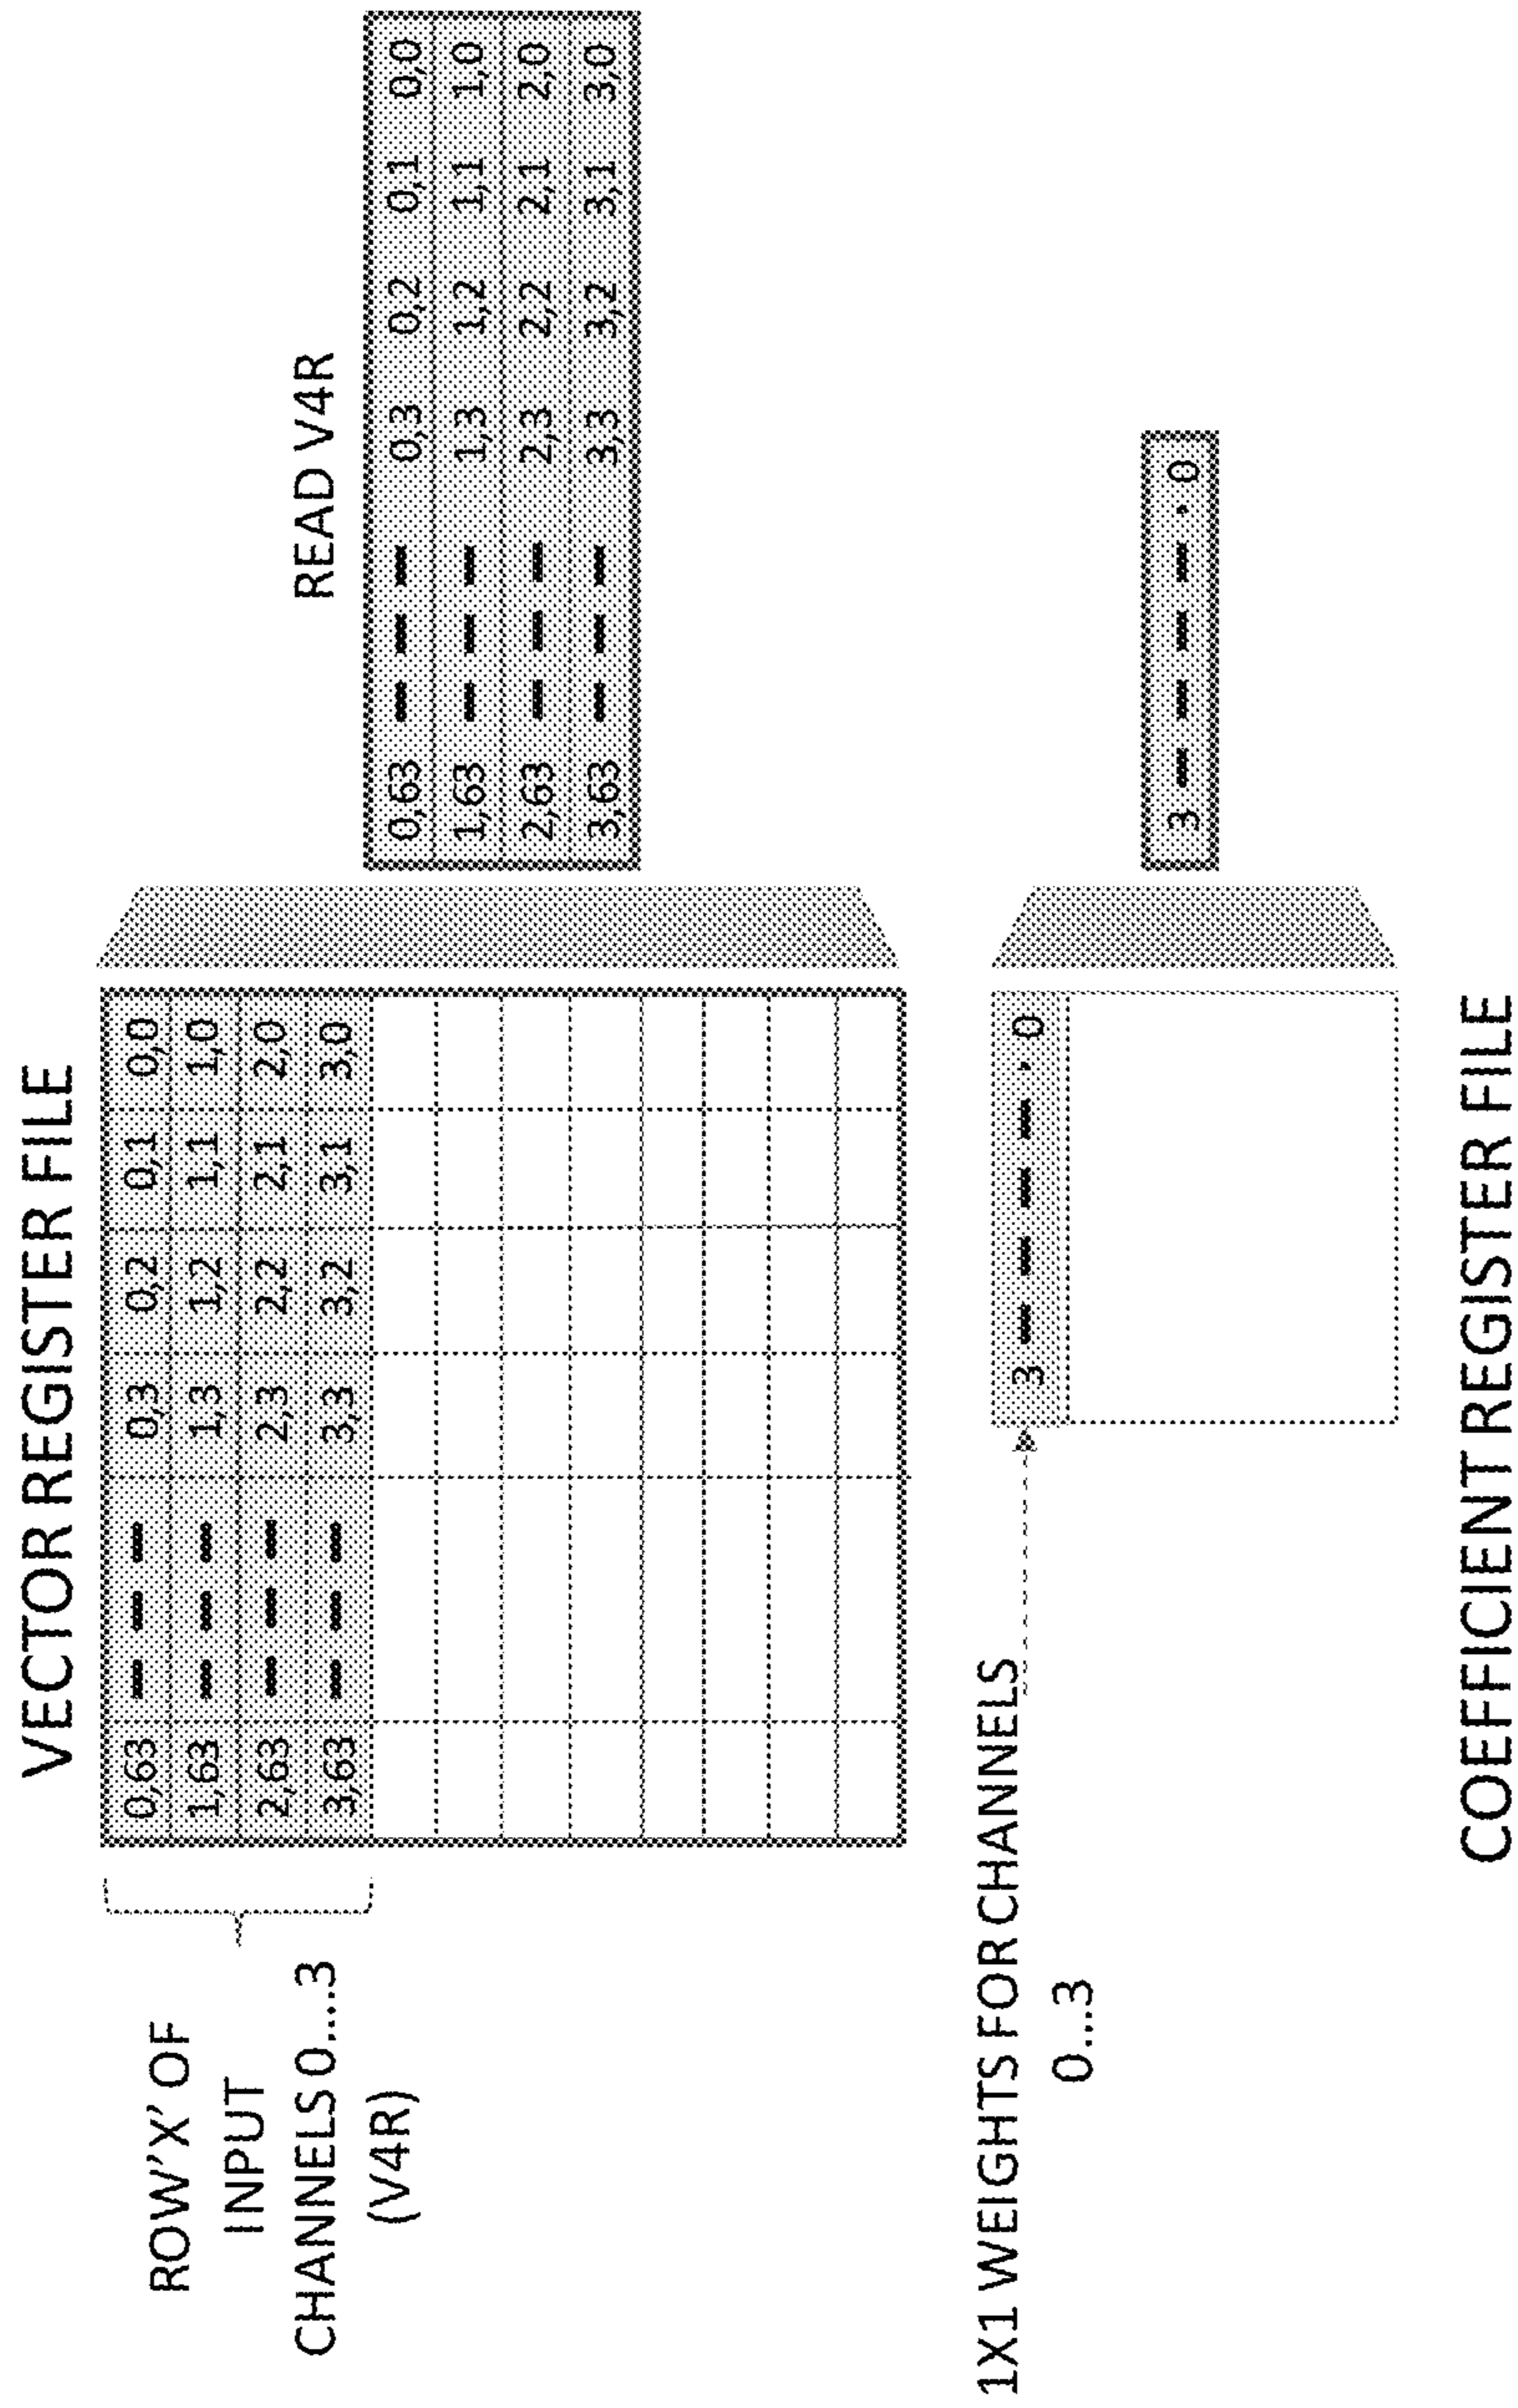 VECTOR REGISTER FILE
ROW'X' OF
INPUT
CHANNELS 0...3
(V4R)
0,63 — — — 0,3 0,2 0,1 0,0
1,63 — — — 1,3 1,2 1,1 1,0
2,63 — — — 2,3 2,2 2,1 2,0
3,63 — — — 3,3 3,2 3,1 3,0
READ V4R
0,63 — — — 0,3 0,2 0,1 0,0
1,63 — — — 1,3 1,2 1,1 1,0
2,63 — — — 2,3 2,2 2,1 2,0
3,63 — — — 3,3 3,2 3,1 3,0
1X1 WEIGHTS FOR CHANNELS
0...3
3 — — — — . 0
3 — — — — . 0
COEFFICIENT REGISTER FILE